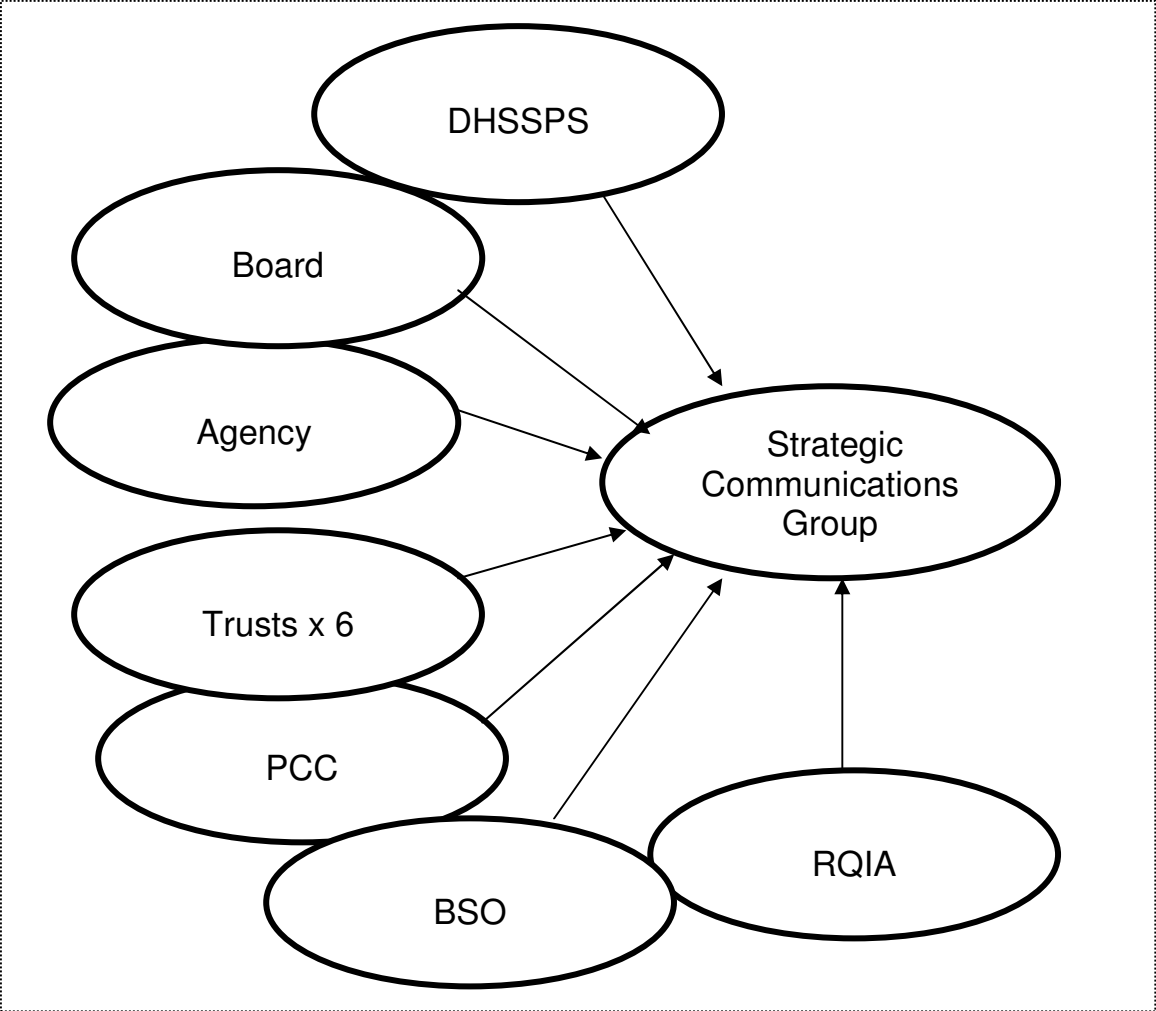 DHSSPS
Board
Agency
Strategic
Communications
Group
Trusts x 6
PCC
RQIA
BSO